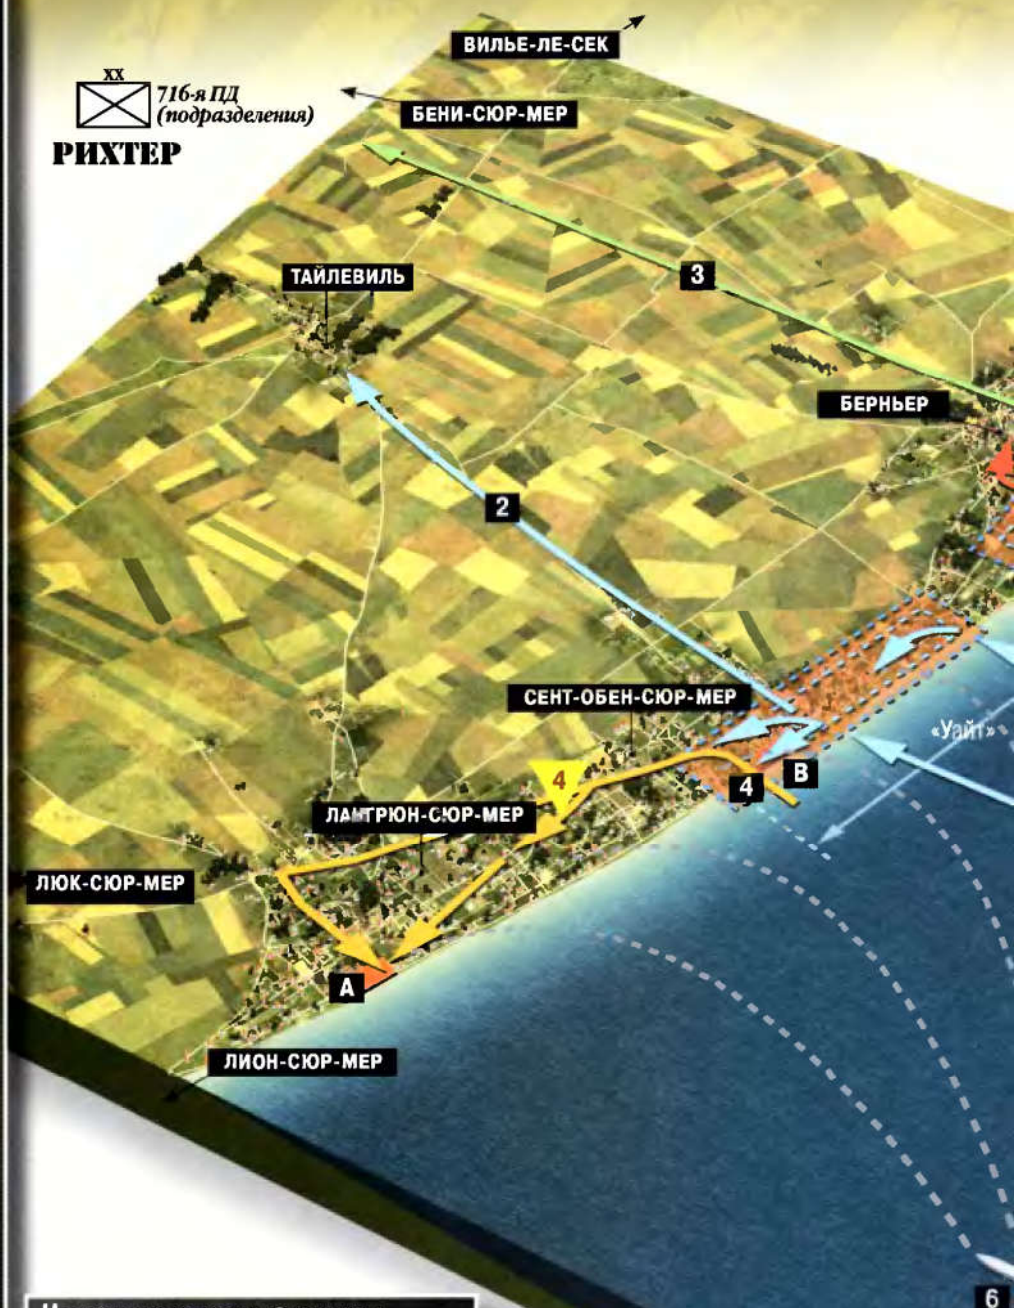 ВИЛЬЕ-ЛЕ-СЕК
XX
716-я ПД
(подразделения)
БЕНИ-СЮР-МЕР
РИХТЕР
ТАЙЛЕВИЛЬ
3
БЕРНЬЕР
2
СЕНТ-ОБЕН-СЮР-МЕР
«Уайт»
4
4
B
ЛАНГРЮН-СЮР-МЕР
ЛЮК-СЮР-МЕР
A
ЛИОН-СЮР-МЕР
6